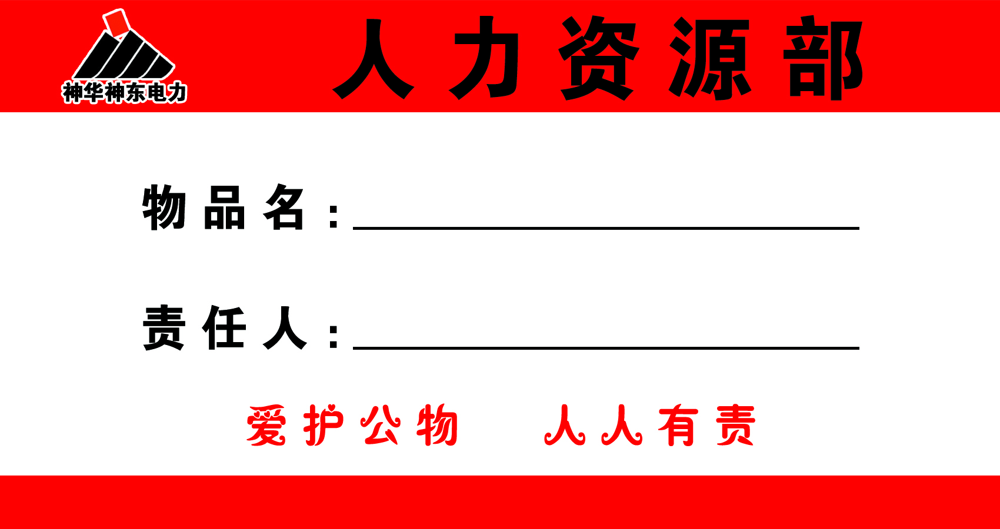 神华神东电力
人力资源部
物品名:
责任人:
爱护公物 人人有责